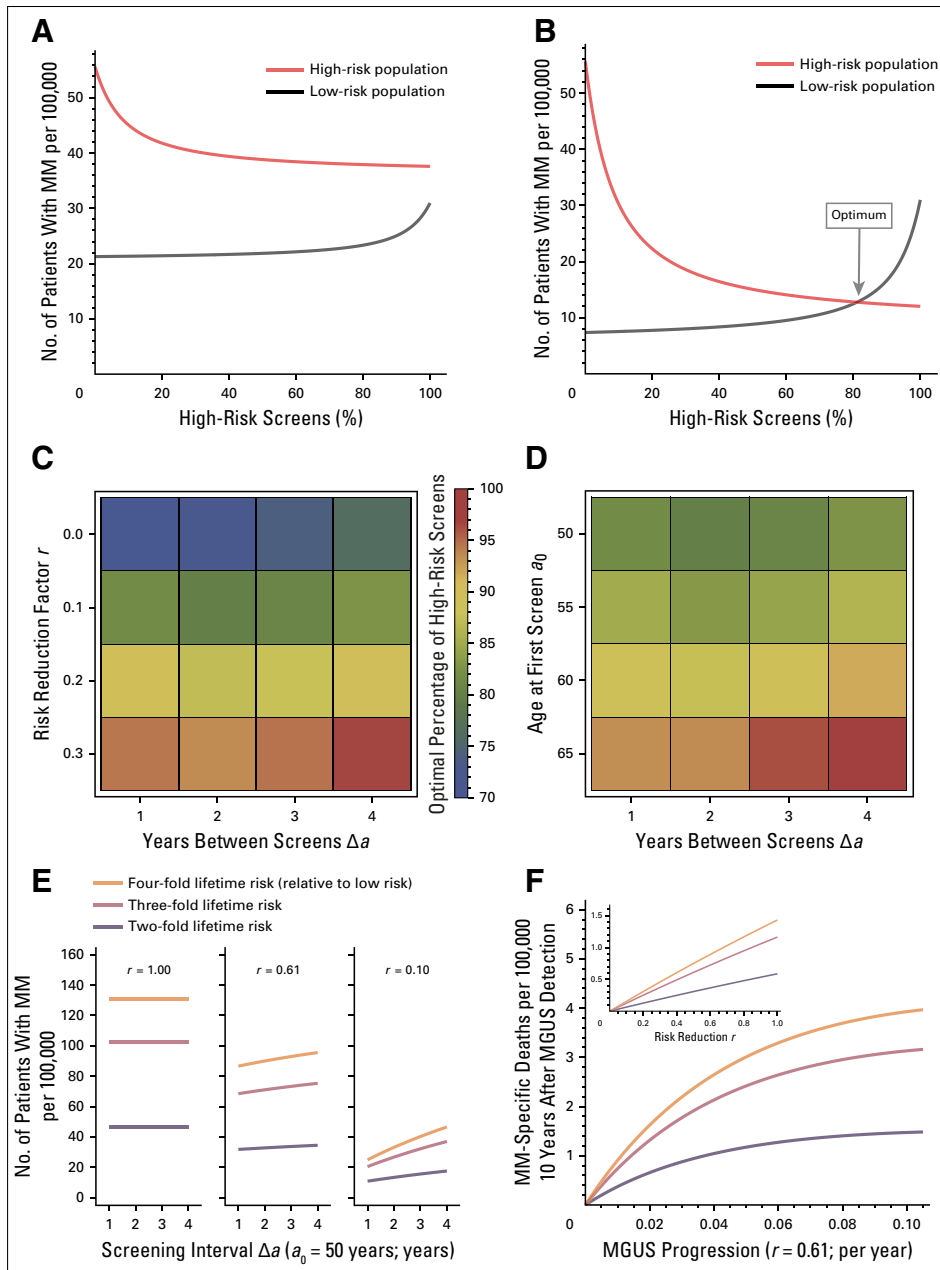 A
High-risk population
Low-risk population
No. of Patients With MM per 100,000
50
40
30
20
10
0
20
40
60
80
100
High-Risk Screens (%)
B
High-risk population
Low-risk population
Optimum
No. of Patients With MM per 100,000
50
40
30
20
10
0
20
40
60
80
100
High-Risk Screens (%)
C
Risk Reduction Factor r
0.0
0.1
0.2
0.3
1
2
3
4
Years Between Screens Δa
Optimal Percentage of High-Risk Screens
100
95
90
85
80
75
70
D
Age at First Screen a0
50
55
60
65
1
2
3
4
Years Between Screens Δa
E
Four-fold lifetime risk (relative to low risk)
Three-fold lifetime risk
Two-fold lifetime risk
No. of Patients With MM
per 100,000
160
140
120
100
80
60
40
20
0
r = 1.00
r = 0.61
r = 0.10
1 2 3 4
1 2 3 4
1 2 3 4
Screening Interval Δa (a0 = 50 years; years)
F
MM-Specific Deaths per 100,000
10 Years After MGUS Detection
6
5
4
3
2
1
0
0.02
0.04
0.06
0.08
0.10
MGUS Progression (r = 0.61; per year)
1.5
1.0
0.5
0
0.2
0.4
0.6
0.8
1.0
Risk Reduction r